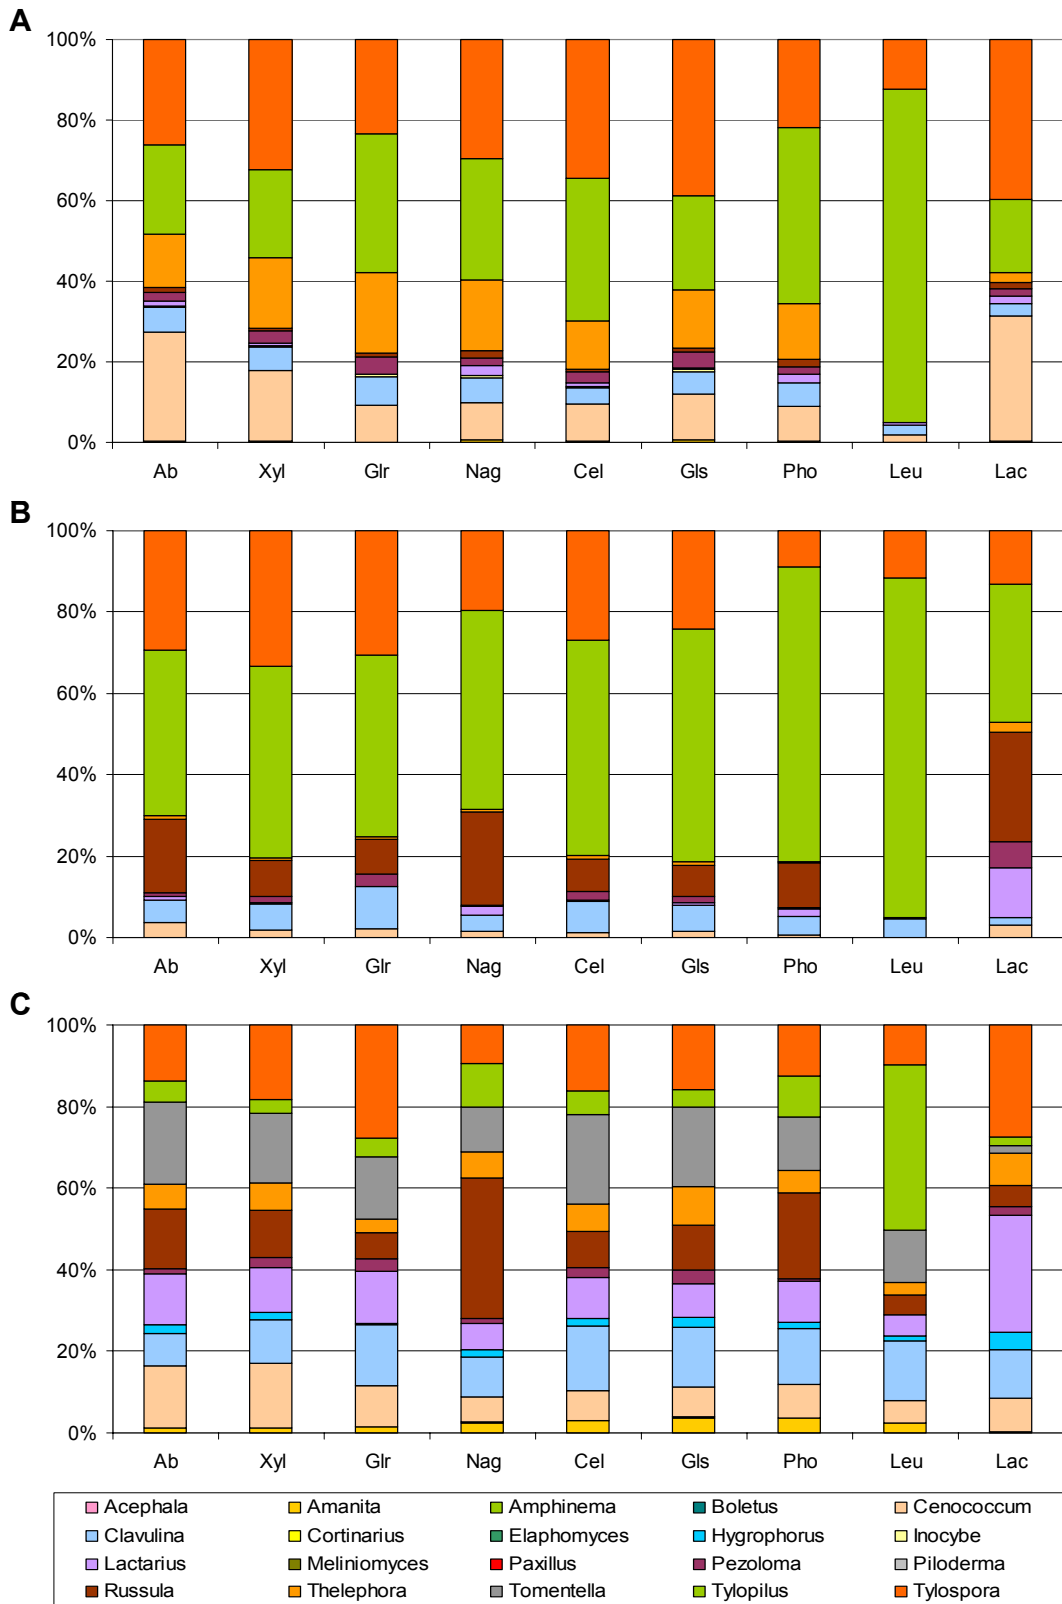 A
100%
80%
60%
40%
20%
0%
Ab Xyl Glr Nag Cel Gls Pho Leu Lac
B
100%
80%
60%
40%
20%
0%
Ab Xyl Glr Nag Cel Gls Pho Leu Lac
C
100%
80%
60%
40%
20%
0%
Ab Xyl Glr Nag Cel Gls Pho Leu Lac
Acephala Amanita Amphinema Boletus Cenococcum
Clavulina Cortinarius Elaphomyces Hygrophorus Inocybe
Lactarius Meliniomyces Paxillus Pezoloma Piloderma
Russula Thelephora Tomentella Tylopilus Tylospora